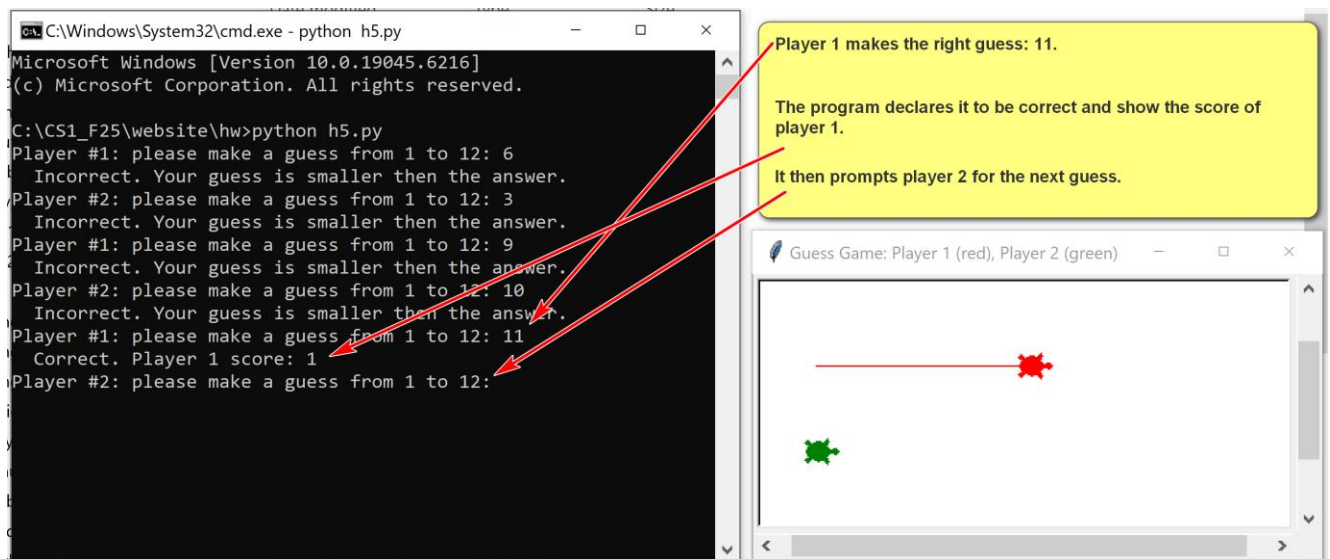 C:\Windows\System32\cmd.exe - python h5.py
Microsoft Windows [Version 10.0.19045.6216]
(c) Microsoft Corporation. All rights reserved.
C:\CS1_F25\website\hw>python h5.py
Player #1: please make a guess from 1 to 12: 6
Incorrect. Your guess is smaller then the answer.
Player #2: please make a guess from 1 to 12: 3
Incorrect. Your guess is smaller then the answer.
Player #1: please make a guess from 1 to 12: 9
Incorrect. Your guess is smaller then the answer.
Player #2: please make a guess from 1 to 12: 10
Incorrect. Your guess is smaller then the answer.
Player #1: please make a guess from 1 to 12: 11
Correct. Player 1 score: 1
Player #2: please make a guess from 1 to 12:
Player 1 makes the right guess: 11.
The program declares it to be correct and show the score of
player 1.
It then prompts player 2 for the next guess.
Guess Game: Player 1 (red), Player 2 (green)